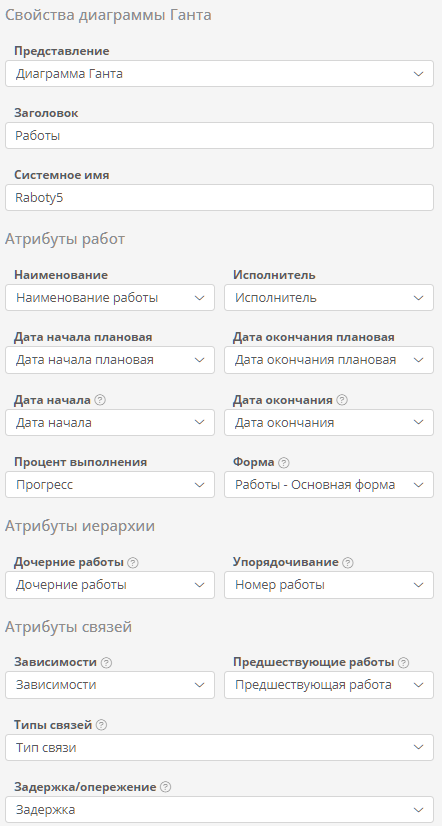 Свойства диаграммы Ганта
Представление
Диаграмма Ганта
Заголовок
Работы
Системное имя
Raboty5
Атрибуты работ
Наименование Исполнитель
Наименование работы Исполнитель
Дата начала плановая Дата окончания плановая
Дата начала плановая Дата окончания плановая
Дата начала Дата окончания
Дата начала Дата окончания
Процент выполнения Форма
Прогресс Работы - Основная форма
Атрибуты иерархии
Дочерние работы Упорядочивание
Дочерние работы Номер работы
Атрибуты связей
Зависимости Предшествующие работы
Зависимости Предшествующая работа
Типы связей
Тип связи
Задержка/опережение
Задержка